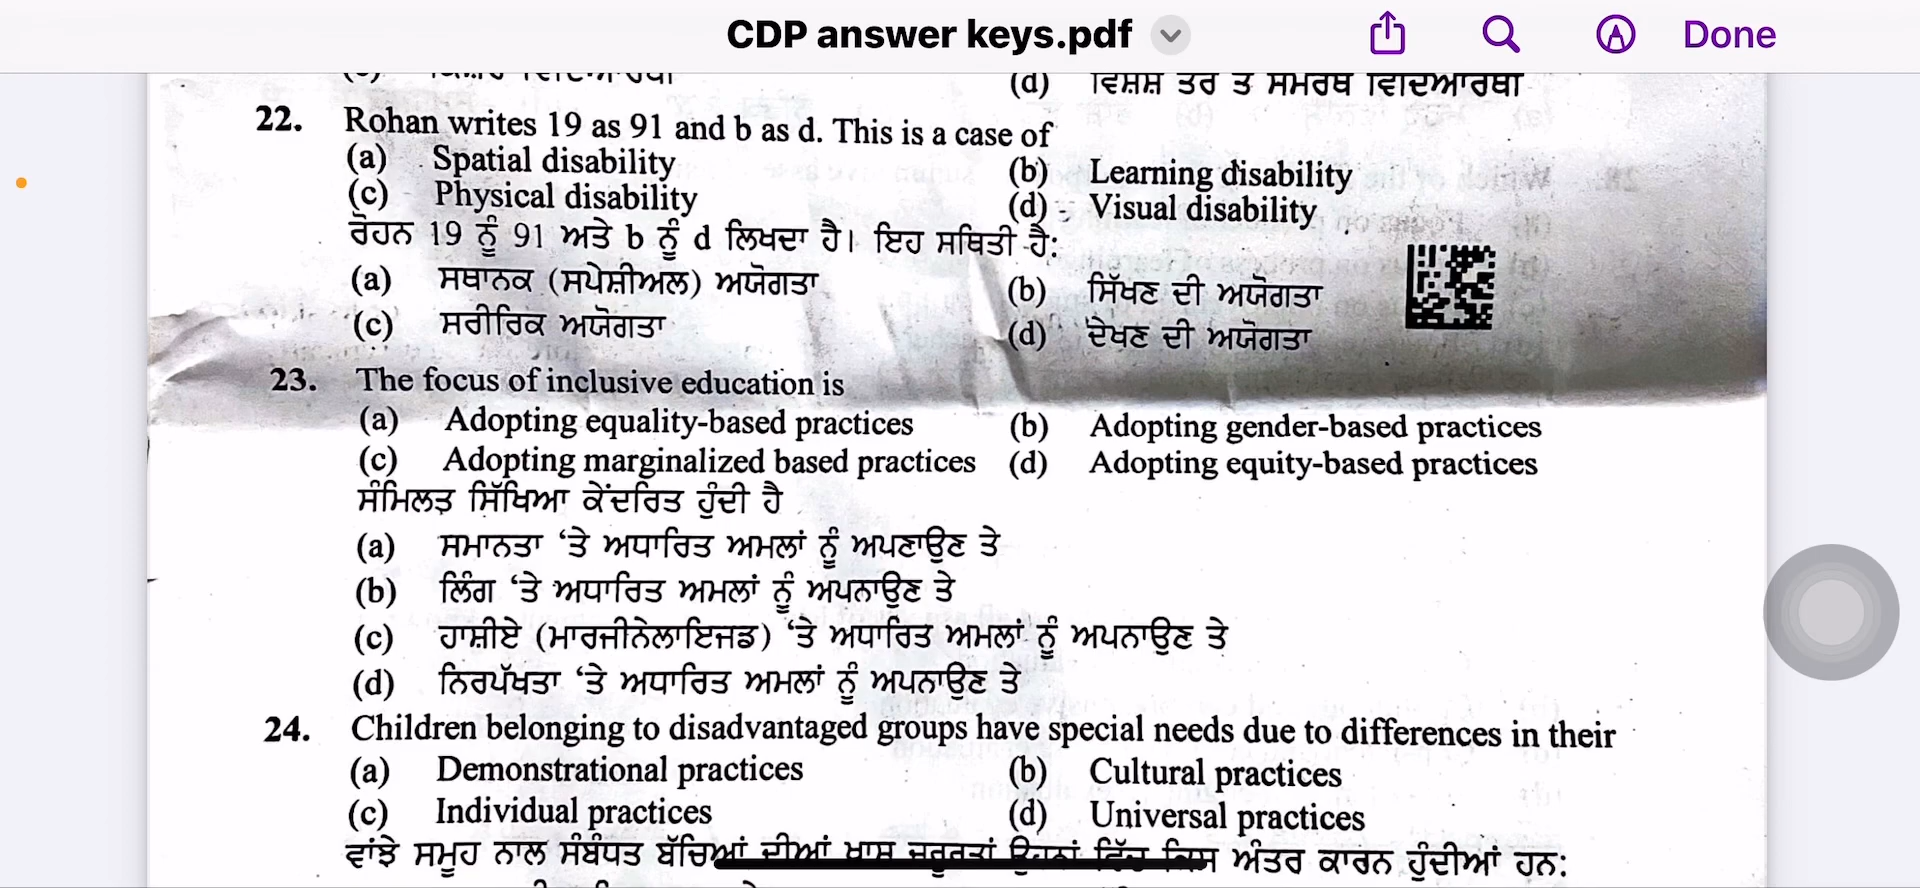 CDP answer keys.pdf
Done
(d) ਵਿਸ਼ੇਸ਼ ਤੌਰ ਤੇ ਸਮਰੱਥ ਵਿਦਿਆਰਥੀ
22. Rohan writes 19 as 91 and b as d. This is a case of
(a) Spatial disability (b) Learning disability
(c) Physical disability (d) Visual disability
ਰੋਹਨ 19 ਨੂੰ 91 ਅਤੇ b ਨੂੰ d ਲਿਖਦਾ ਹੈ। ਇਹ ਸਥਿਤੀ ਹੈ:
(a) ਸਥਾਨਕ (ਸਪੇਸ਼ੀਅਲ) ਅਯੋਗਤਾ (b) ਸਿੱਖਣ ਦੀ ਅਯੋਗਤਾ
(c) ਸਰੀਰਿਕ ਅਯੋਗਤਾ (d) ਦੇਖਣ ਦੀ ਅਯੋਗਤਾ
23. The focus of inclusive education is
(a) Adopting equality-based practices (b) Adopting gender-based practices
(c) Adopting marginalized based practices (d) Adopting equity-based practices
ਸੰਮਿਲਤ ਸਿੱਖਿਆ ਕੇਂਦਰਿਤ ਹੁੰਦੀ ਹੈ
(a) ਸਮਾਨਤਾ ‘ਤੇ ਅਧਾਰਿਤ ਅਮਲਾਂ ਨੂੰ ਅਪਣਾਉਣ ਤੇ
(b) ਲਿੰਗ ‘ਤੇ ਅਧਾਰਿਤ ਅਮਲਾਂ ਨੂੰ ਅਪਨਾਉਣ ਤੇ
(c) ਹਾਸ਼ੀਏ (ਮਾਰਜੀਨੇਲਾਇਜਡ) ‘ਤੇ ਅਧਾਰਿਤ ਅਮਲਾਂ ਨੂੰ ਅਪਨਾਉਣ ਤੇ
(d) ਨਿਰਪੱਖਤਾ ‘ਤੇ ਅਧਾਰਿਤ ਅਮਲਾਂ ਨੂੰ ਅਪਨਾਉਣ ਤੇ
24. Children belonging to disadvantaged groups have special needs due to differences in their
(a) Demonstrational practices (b) Cultural practices
(c) Individual practices (d) Universal practices
ਵਾਂਝੇ ਸਮੂਹ ਨਾਲ ਸੰਬੰਧਤ ਬੱਚਿਆਂ ਦੀਆਂ ਖਾਸ ਜ਼ਰੂਰਤਾਂ ਉਹਨਾਂ ਵਿੱਚ ਕਿਸ ਅੰਤਰ ਕਾਰਨ ਹੁੰਦੀਆਂ ਹਨ: